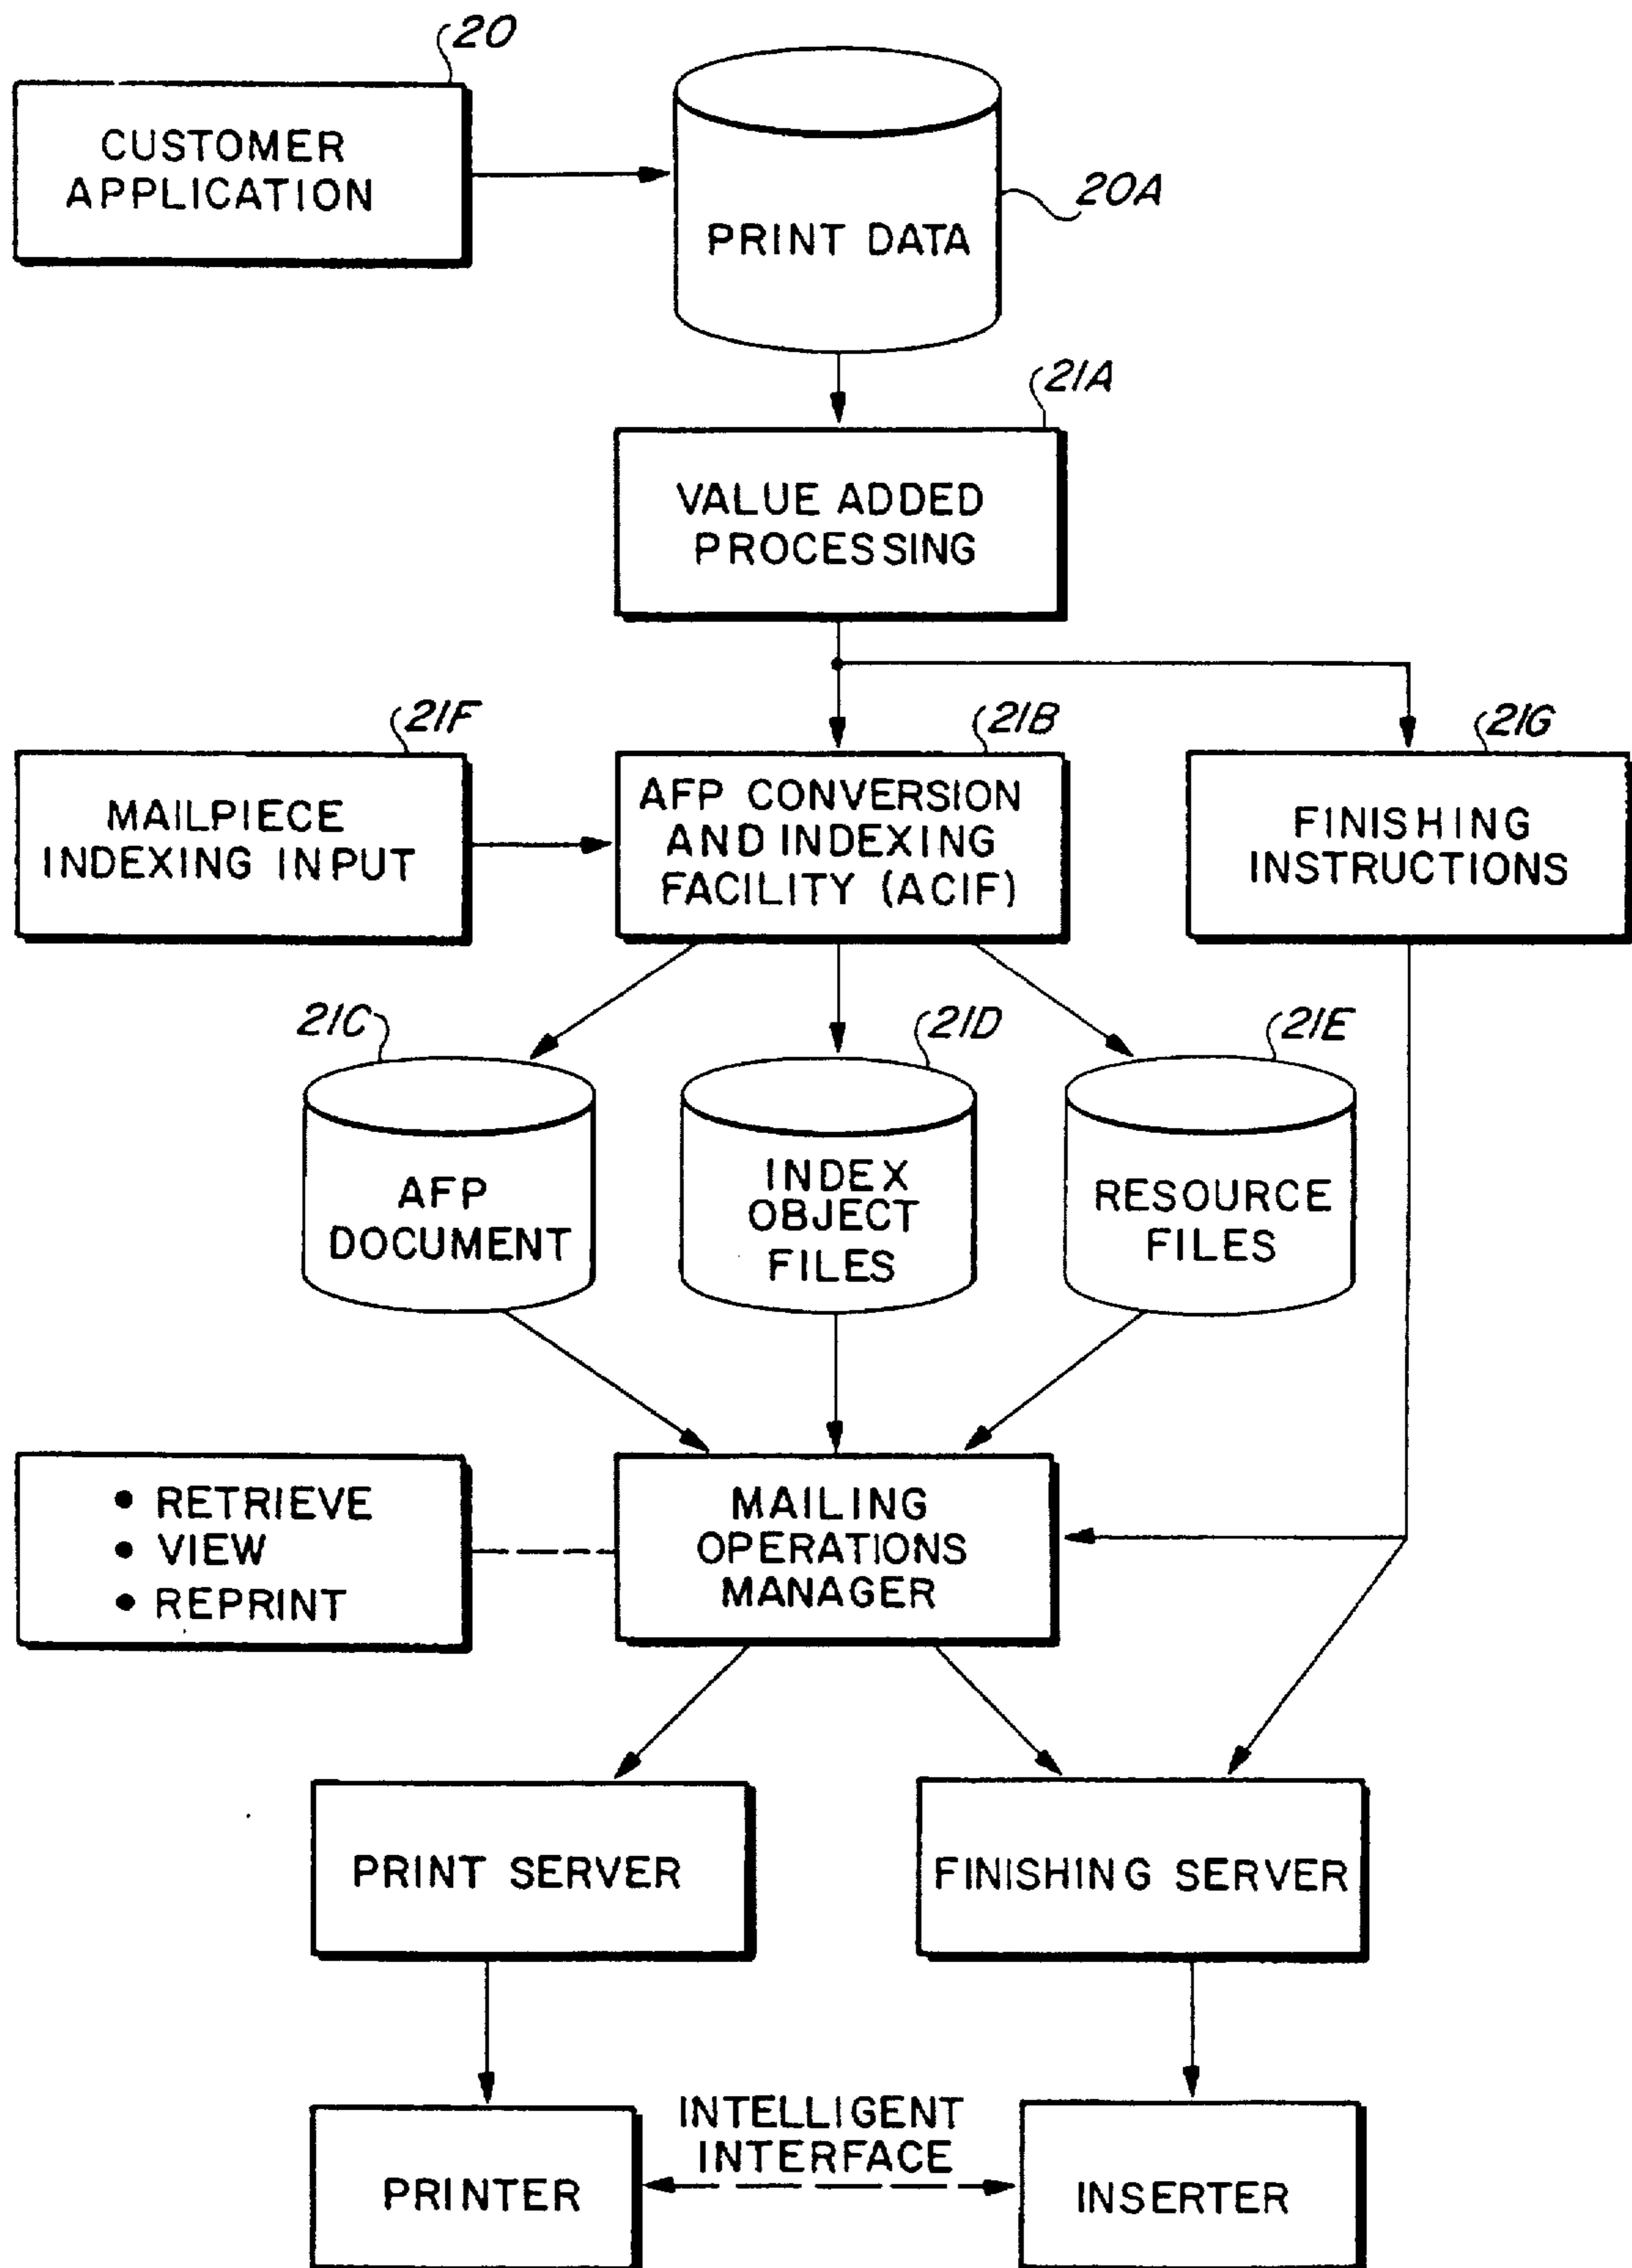 20
CUSTOMER
APPLICATION
PRINT DATA
20A
21A
VALUE ADDED
PROCESSING
21F
MAILPIECE
INDEXING INPUT
21B
AFP CONVERSION
AND INDEXING
FACILITY (ACIF)
21G
FINISHING
INSTRUCTIONS
21C
AFP
DOCUMENT
21D
INDEX
OBJECT
FILES
21E
RESOURCE
FILES
• RETRIEVE
• VIEW
• REPRINT
MAILING
OPERATIONS
MANAGER
PRINT SERVER
FINISHING SERVER
PRINTER
INTELLIGENT
INTERFACE
INSERTER